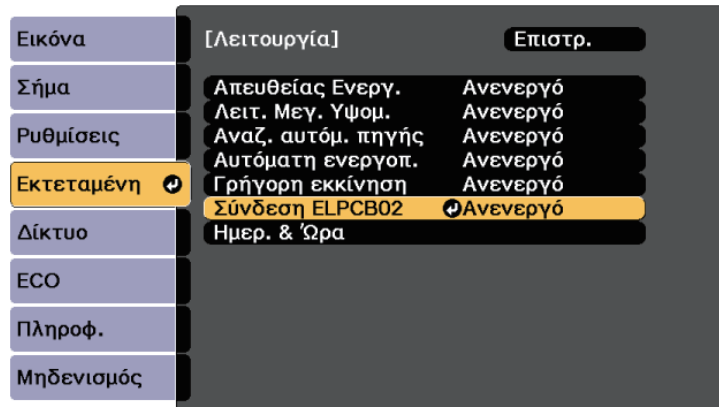 Εικόνα
Σήμα
Ρυθμίσεις
Εκτεταμένη
Δίκτυο
ECO
Πληροφ.
Μηδενισμός
[Λειτουργία] Επιστρ.
Απευθείας Ενεργ. Ανενεργό
Λειτ. Μεγ. Υψομ. Ανενεργό
Αναζ. αυτόμ. πηγής Ανενεργό
Αυτόματη ενεργοπ. Ανενεργό
Γρήγορη εκκίνηση Ανενεργό
Σύνδεση ELPCB02 Ανενεργό
Ημερ. & Ώρα